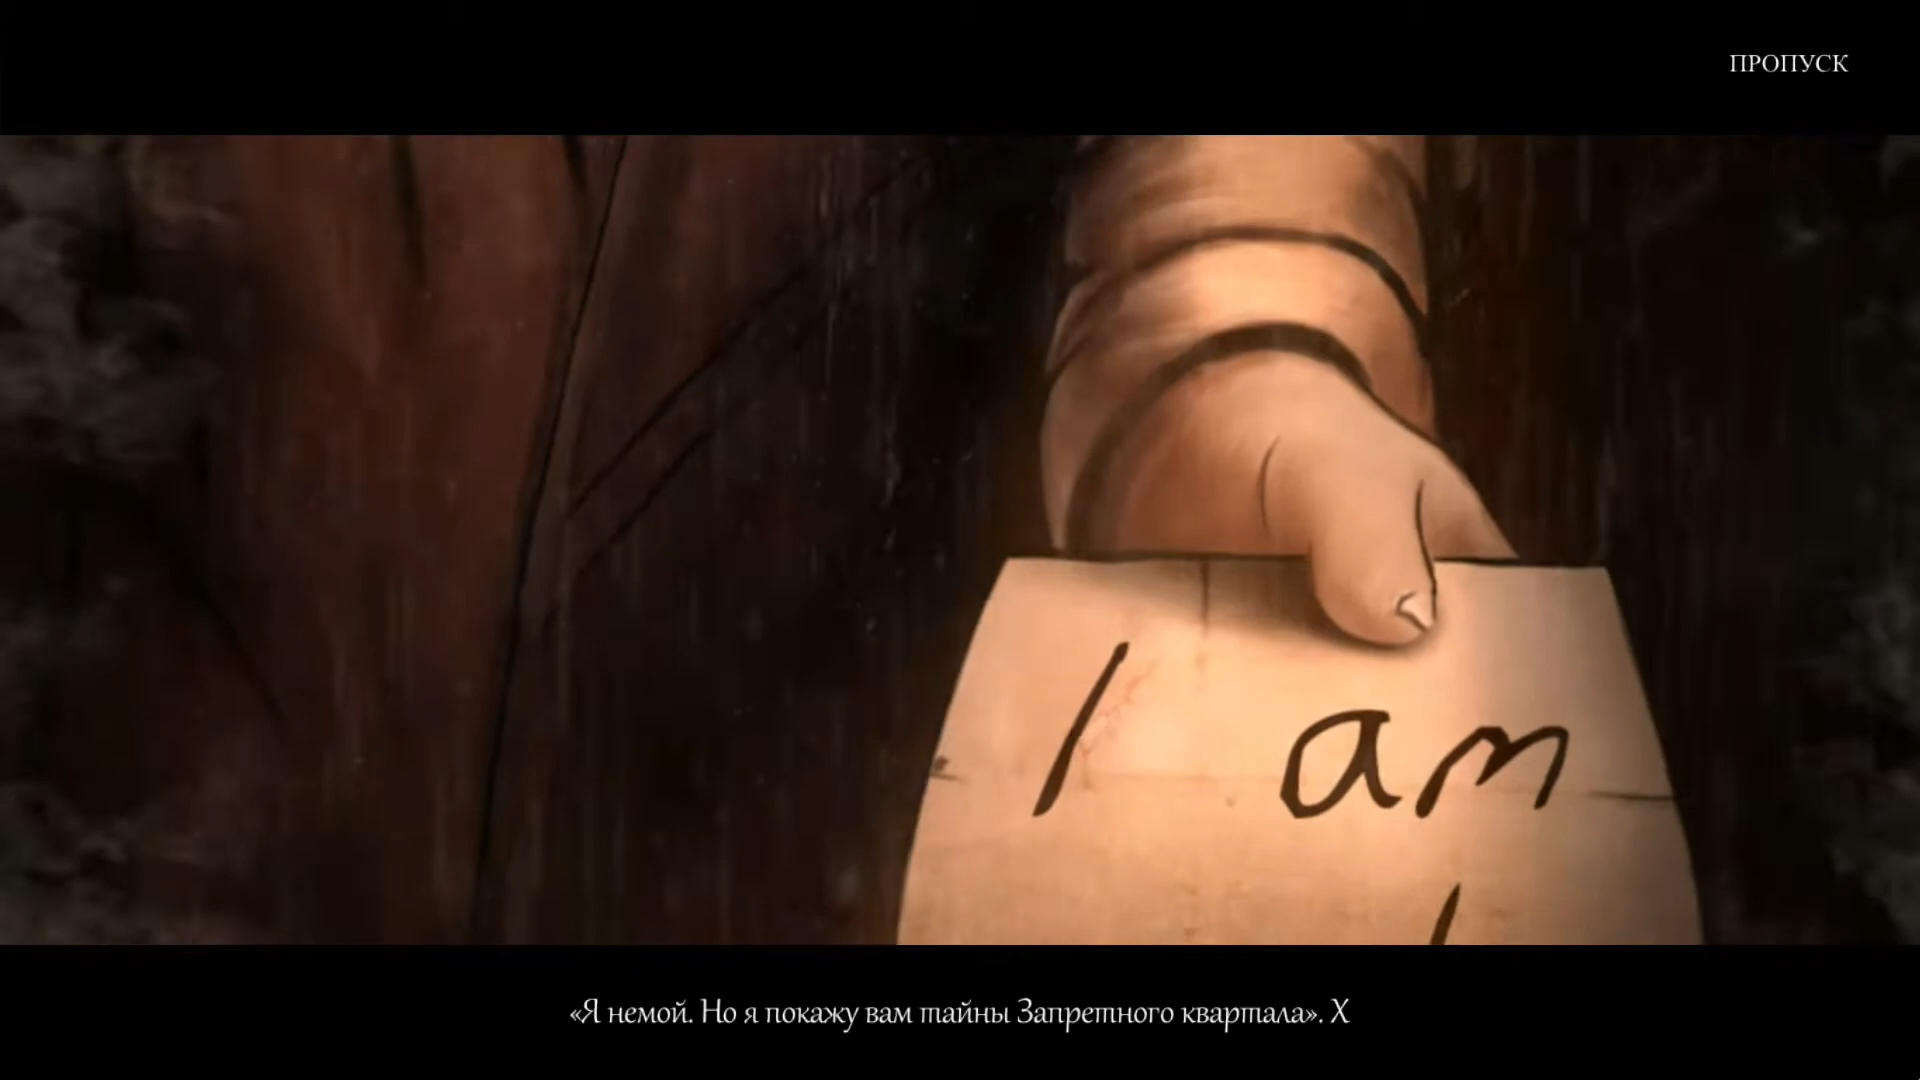 ПРОПУСК
I am
«Я немой. Но я покажу вам тайны Запретного квартала». X